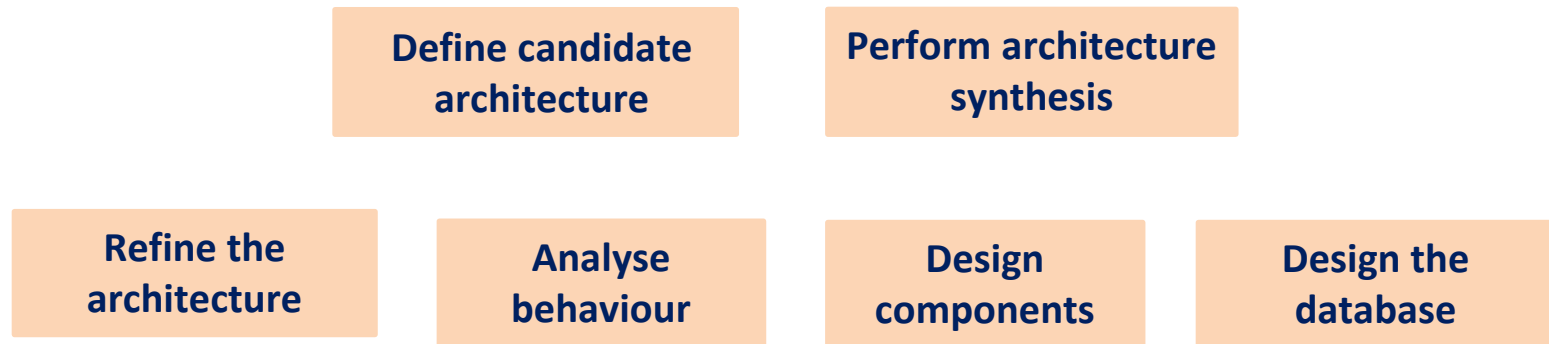 Define candidate
architecture
Perform architecture
synthesis
Refine the
architecture
Analyse
behaviour
Design
components
Design the
database